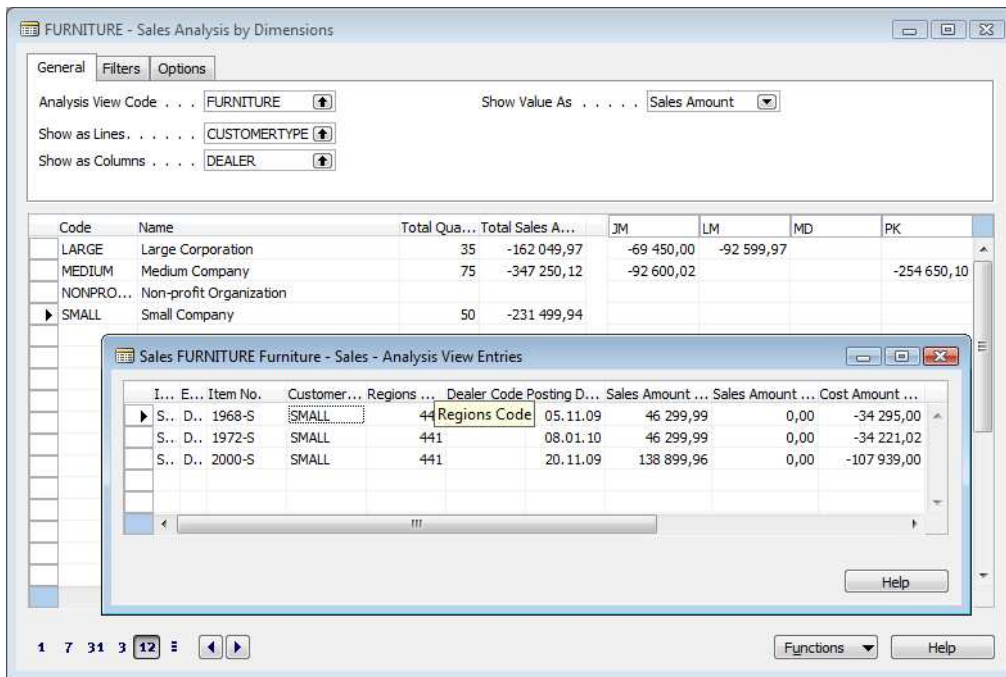 FURNITURE - Sales Analysis by Dimensions
General Filters Options
Analysis View Code . . . FURNITURE Show Value As . . . . . Sales Amount
Show as Lines. . . . . . CUSTOMERTYPE
Show as Columns . . . . DEALER
Code Name Total Qua... Total Sales A... JM LM MD PK
LARGE Large Corporation 35 -162 049,97 -69 450,00 -92 599,97
MEDIUM Medium Company 75 -347 250,12 -92 600,02 -254 650,10
NONPRO... Non-profit Organization
SMALL Small Company 50 -231 499,94
Sales FURNITURE Furniture - Sales - Analysis View Entries
I... E... Item No. Customer... Regions ... Dealer Code Posting D... Sales Amount ... Sales Amount ... Cost Amount ...
S.. D.. 1968-S SMALL 44 Regions Code 05.11.09 46 299,99 0,00 -34 295,00
S.. D.. 1972-S SMALL 441 08.01.10 46 299,99 0,00 -34 221,02
S.. D.. 2000-S SMALL 441 20.11.09 138 899,96 0,00 -107 939,00
Help
1 7 31 3 12 Functions Help